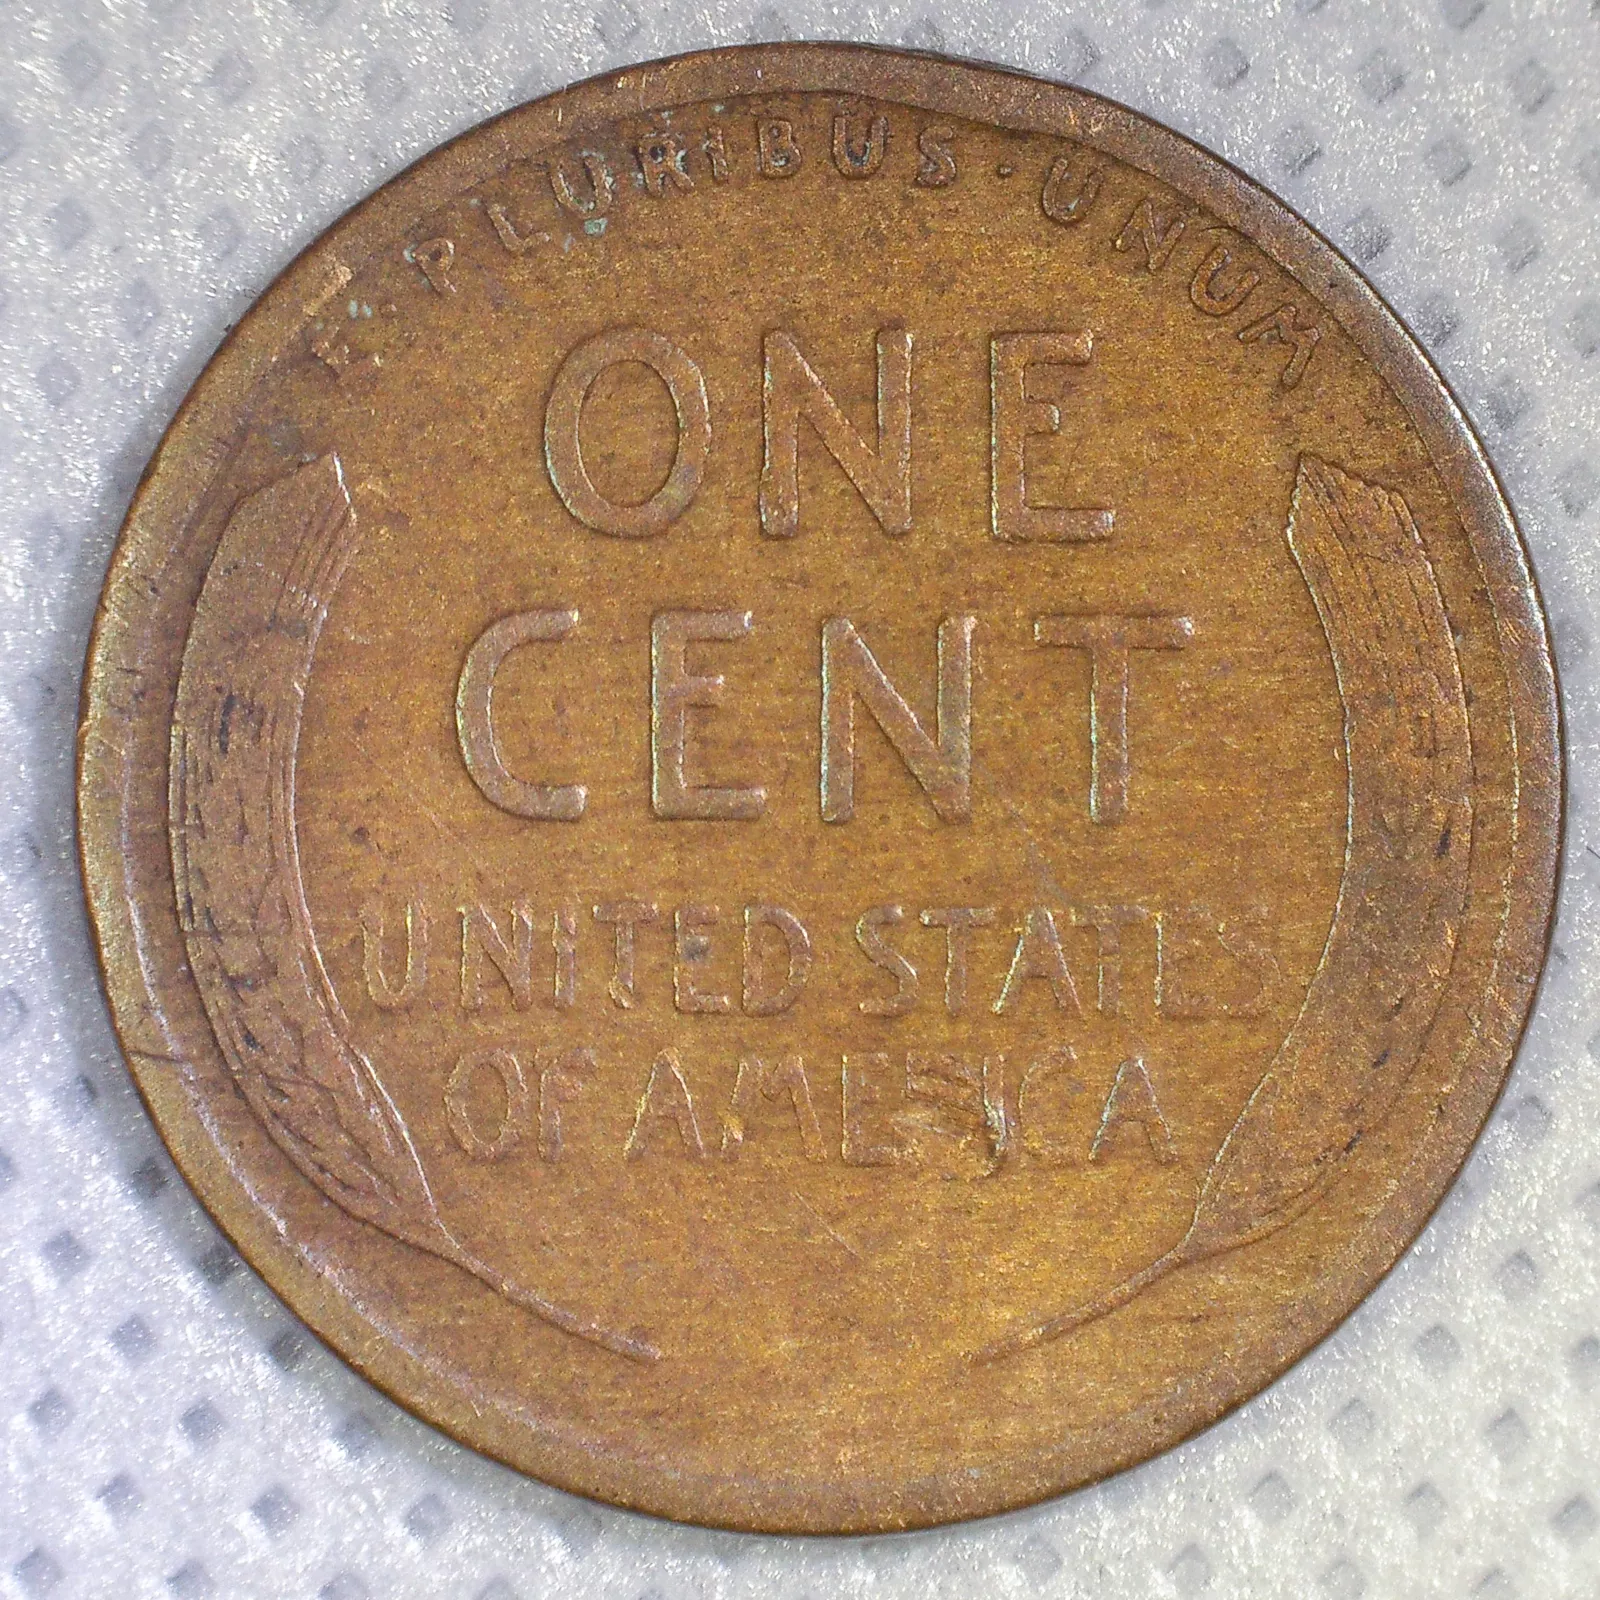 E·PLURIBUS·UNUM
ONE
CENT
UNITED STATES
OF AMERICA